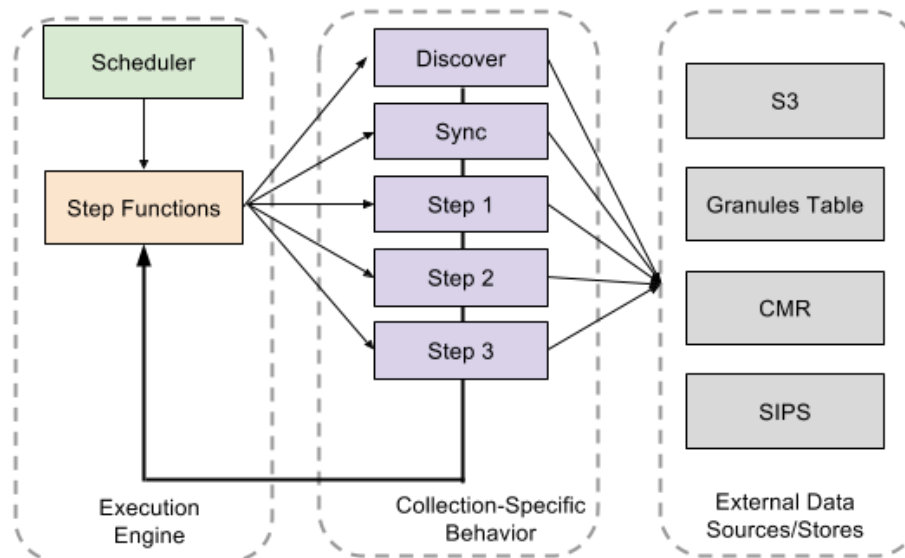 Scheduler
Step Functions
Execution
Engine
Discover
Sync
Step 1
Step 2
Step 3
Collection-Specific
Behavior
S3
Granules Table
CMR
SIPS
External Data
Sources/Stores